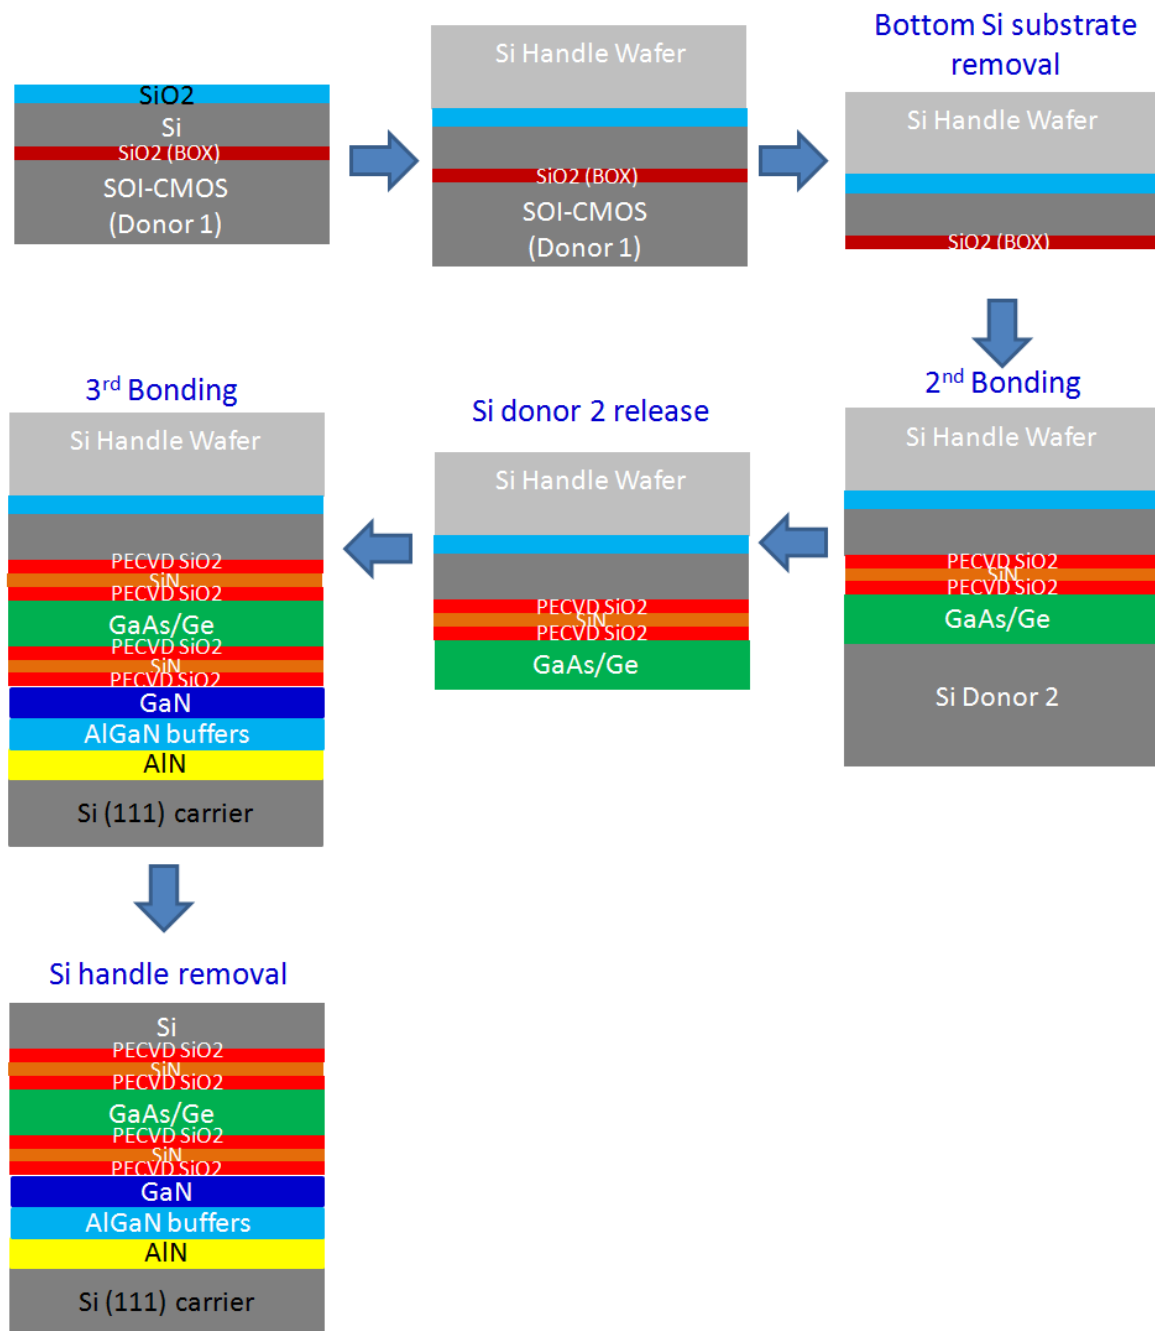 SiO2
Si
SiO2 (BOX)
SOI-CMOS
(Donor 1)
Si Handle Wafer
SiO2 (BOX)
SOI-CMOS
(Donor 1)
Bottom Si substrate
removal
Si Handle Wafer
SiO2 (BOX)
2nd Bonding
Si Handle Wafer
PECVD SiO2
SiN
PECVD SiO2
GaAs/Ge
Si Donor 2
Si donor 2 release
Si Handle Wafer
PECVD SiO2
SiN
PECVD SiO2
GaAs/Ge
3rd Bonding
Si Handle Wafer
PECVD SiO2
SiN
PECVD SiO2
GaAs/Ge
PECVD SiO2
SiN
PECVD SiO2
GaN
AlGaN buffers
AlN
Si (111) carrier
Si handle removal
Si
PECVD SiO2
SiN
PECVD SiO2
GaAs/Ge
PECVD SiO2
SiN
PECVD SiO2
GaN
AlGaN buffers
AlN
Si (111) carrier